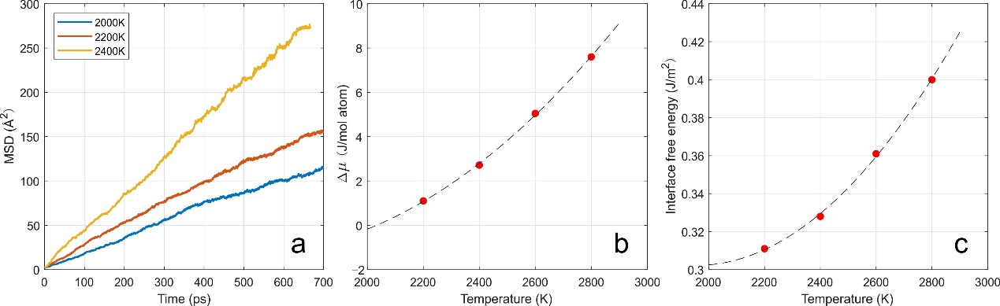 300
250
200
150
100
50
0
0 100 200 300 400 500 600 700
MSD (Å²)
Time (ps)
2000K
2200K
2400K
a
10
8
6
4
2
0
−2
2000 2200 2400 2600 2800 3000
Δμ (J/mol atom)
Temperature (K)
b
0.44
0.42
0.4
0.38
0.36
0.34
0.32
0.3
2000 2200 2400 2600 2800 3000
Interface free energy (J/m²)
Temperature (K)
c